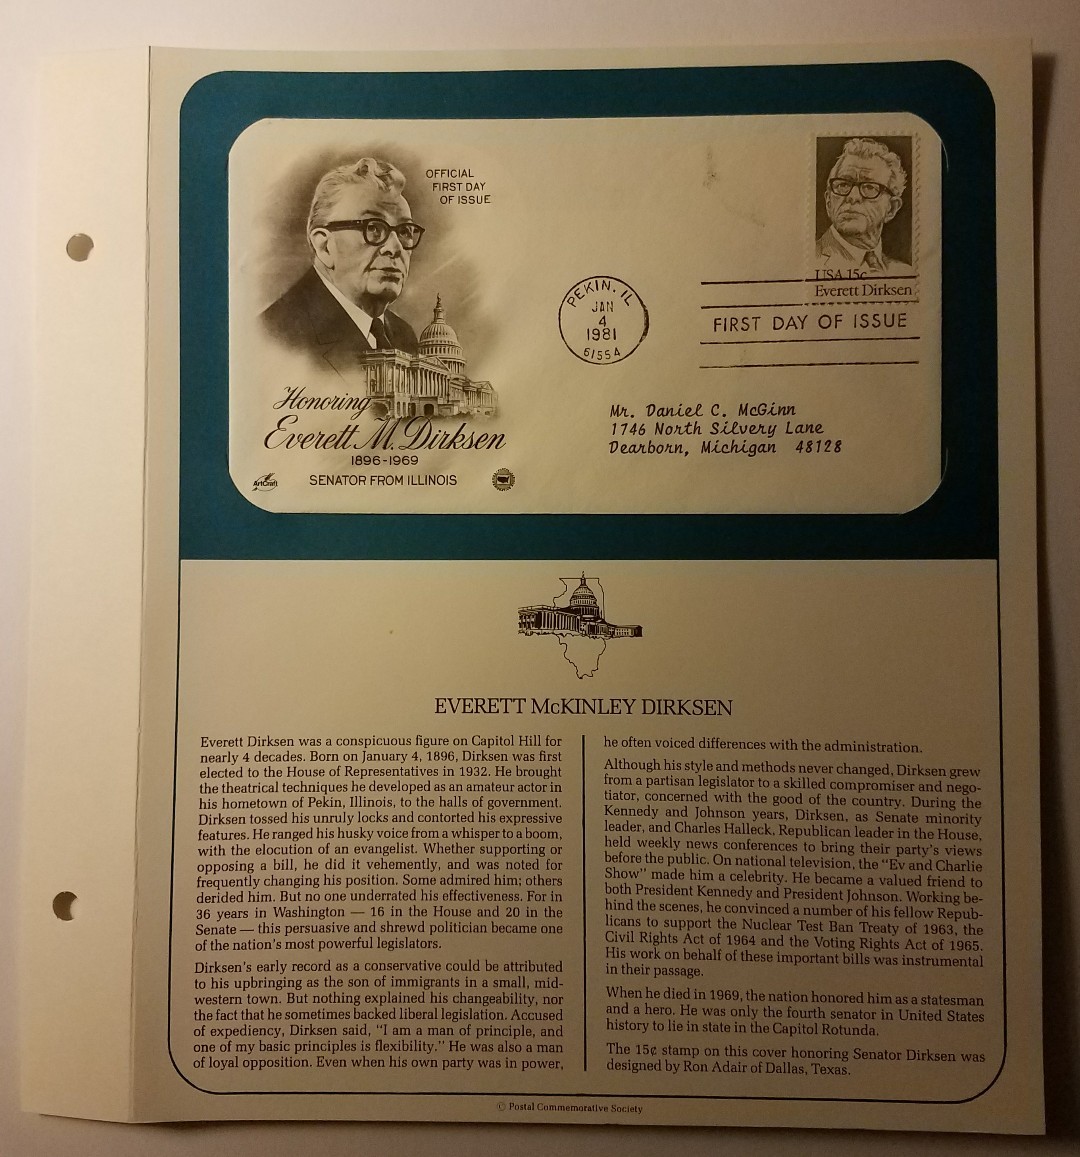 OFFICIAL
FIRST DAY
OF ISSUE
USA 15c
Everett Dirksen
PEKIN, IL
JAN
4
1981
61554
FIRST DAY OF ISSUE
Honoring
Everett M. Dirksen
1896-1969
SENATOR FROM ILLINOIS
ArtCraft
Mr. Daniel C. McGinn
1746 North Silvery Lane
Dearborn, Michigan 48128
EVERETT McKINLEY DIRKSEN
Everett Dirksen was a conspicuous figure on Capitol Hill for
nearly 4 decades. Born on January 4, 1896, Dirksen was first
elected to the House of Representatives in 1932. He brought
the theatrical techniques he developed as an amateur actor in
his hometown of Pekin, Illinois, to the halls of government.
Dirksen tossed his unruly locks and contorted his expressive
features. He ranged his husky voice from a whisper to a boom,
with the elocution of an evangelist. Whether supporting or
opposing a bill, he did it vehemently, and was noted for
frequently changing his position. Some admired him; others
derided him. But no one underrated his effectiveness. For in
36 years in Washington — 16 in the House and 20 in the
Senate — this persuasive and shrewd politician became one
of the nation's most powerful legislators.
Dirksen's early record as a conservative could be attributed
to his upbringing as the son of immigrants in a small, mid-
western town. But nothing explained his changeability, nor
the fact that he sometimes backed liberal legislation. Accused
of expediency, Dirksen said, "I am a man of principle, and
one of my basic principles is flexibility." He was also a man
of loyal opposition. Even when his own party was in power,
he often voiced differences with the administration.
Although his style and methods never changed, Dirksen grew
from a partisan legislator to a skilled compromiser and nego-
tiator, concerned with the good of the country. During the
Kennedy and Johnson years, Dirksen, as Senate minority
leader, and Charles Halleck, Republican leader in the House,
held weekly news conferences to bring their party's views
before the public. On national television, the "Ev and Charlie
Show" made him a celebrity. He became a valued friend to
both President Kennedy and President Johnson. Working be-
hind the scenes, he convinced a number of his fellow Repub-
licans to support the Nuclear Test Ban Treaty of 1963, the
Civil Rights Act of 1964 and the Voting Rights Act of 1965.
His work on behalf of these important bills was instrumental
in their passage.
When he died in 1969, the nation honored him as a statesman
and a hero. He was only the fourth senator in United States
history to lie in state in the Capitol Rotunda.
The 15¢ stamp on this cover honoring Senator Dirksen was
designed by Ron Adair of Dallas, Texas.
© Postal Commemorative Society